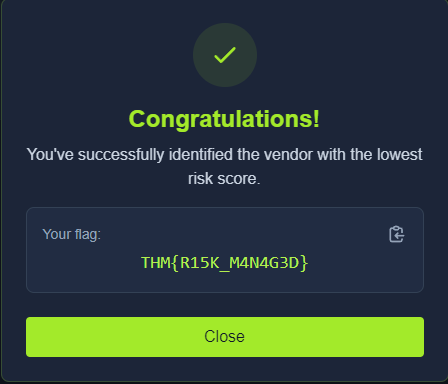 Congratulations!
You've successfully identified the vendor with the lowest
risk score.
Your flag:
THM{R15K_M4N4G3D}
Close